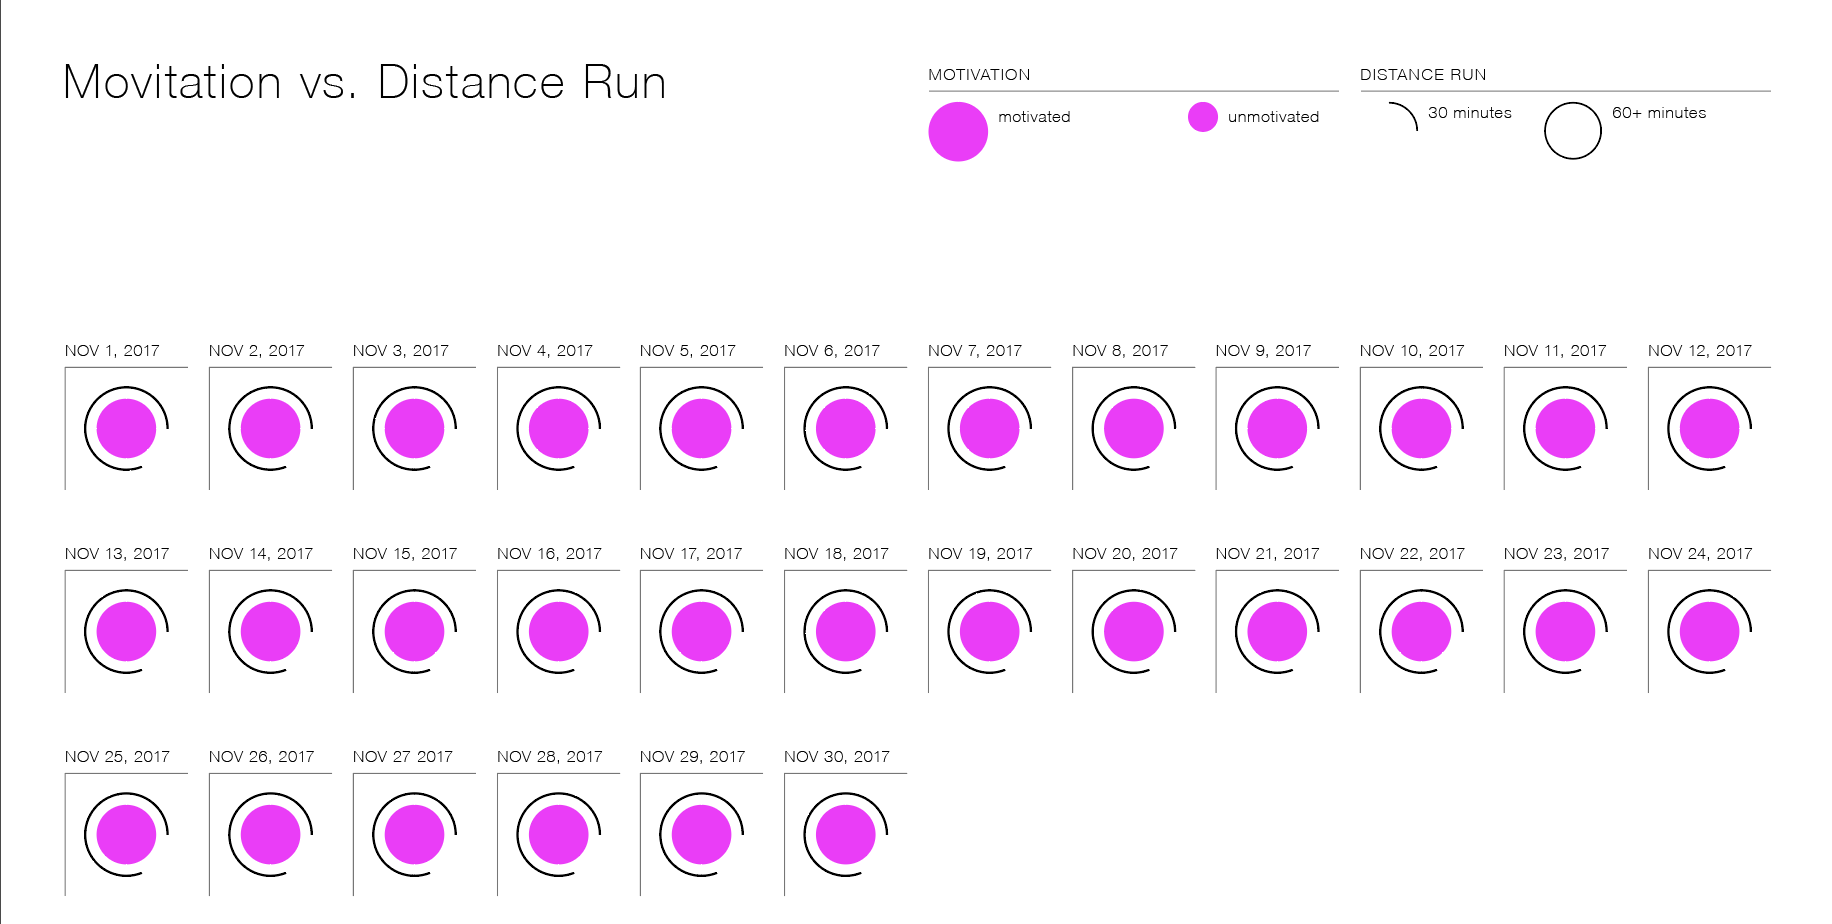 Movitation vs. Distance Run
MOTIVATION
motivated
unmotivated
DISTANCE RUN
30 minutes
60+ minutes
NOV 1, 2017
NOV 2, 2017
NOV 3, 2017
NOV 4, 2017
NOV 5, 2017
NOV 6, 2017
NOV 7, 2017
NOV 8, 2017
NOV 9, 2017
NOV 10, 2017
NOV 11, 2017
NOV 12, 2017
NOV 13, 2017
NOV 14, 2017
NOV 15, 2017
NOV 16, 2017
NOV 17, 2017
NOV 18, 2017
NOV 19, 2017
NOV 20, 2017
NOV 21, 2017
NOV 22, 2017
NOV 23, 2017
NOV 24, 2017
NOV 25, 2017
NOV 26, 2017
NOV 27 2017
NOV 28, 2017
NOV 29, 2017
NOV 30, 2017